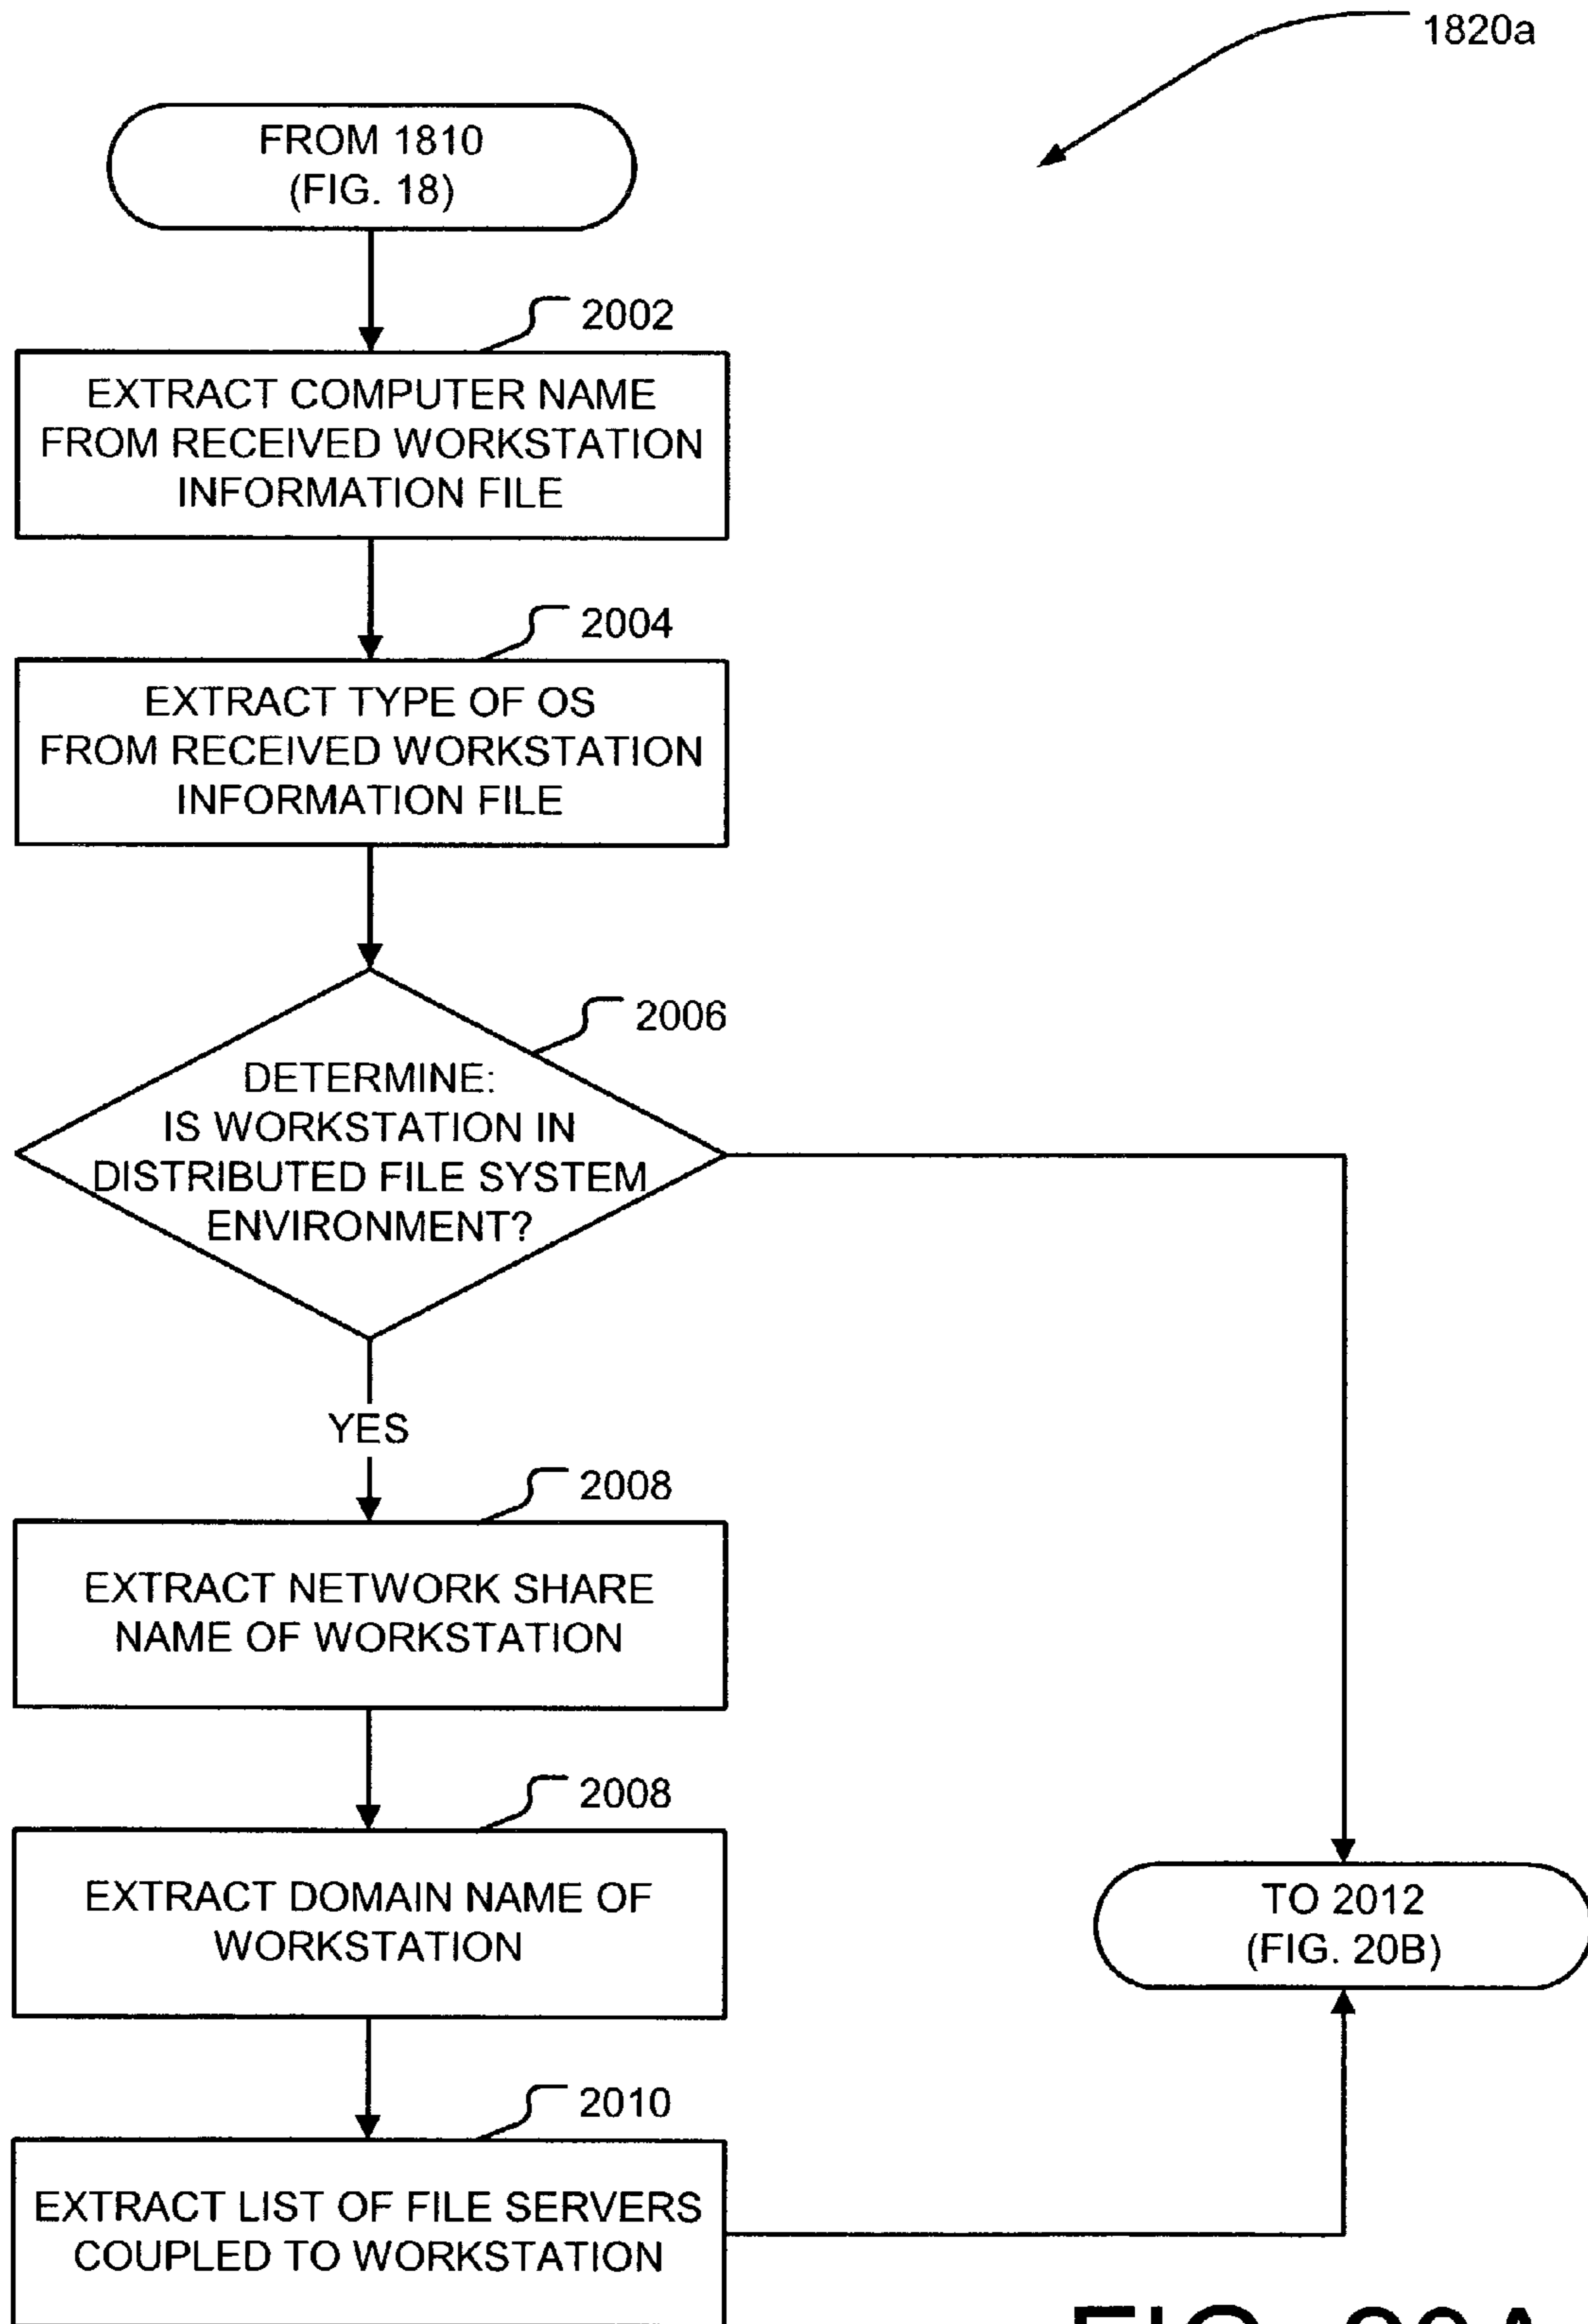 1820a
FROM 1810
(FIG. 18)
2002
EXTRACT COMPUTER NAME
FROM RECEIVED WORKSTATION
INFORMATION FILE
2004
EXTRACT TYPE OF OS
FROM RECEIVED WORKSTATION
INFORMATION FILE
2006
DETERMINE:
IS WORKSTATION IN
DISTRIBUTED FILE SYSTEM
ENVIRONMENT?
YES
2008
EXTRACT NETWORK SHARE
NAME OF WORKSTATION
2008
EXTRACT DOMAIN NAME OF
WORKSTATION
TO 2012
(FIG. 20B)
2010
EXTRACT LIST OF FILE SERVERS
COUPLED TO WORKSTATION